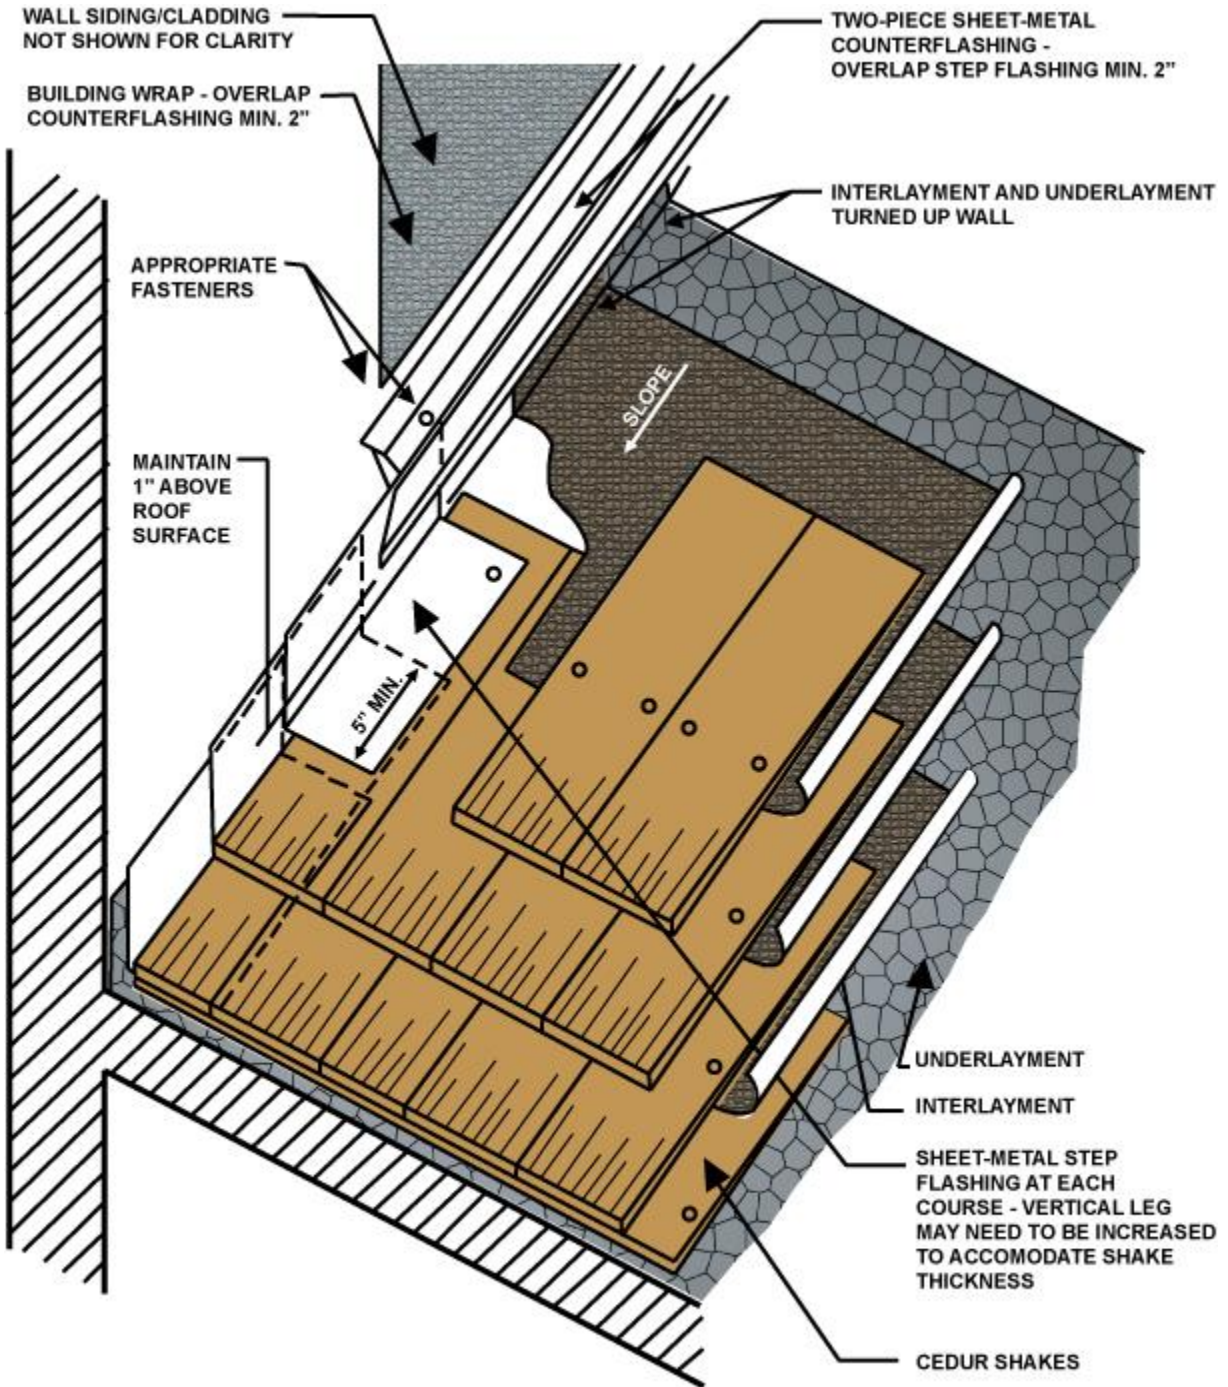 WALL SIDING/CLADDING
NOT SHOWN FOR CLARITY
BUILDING WRAP - OVERLAP
COUNTERFLASHING MIN. 2"
APPROPRIATE
FASTENERS
MAINTAIN
1" ABOVE
ROOF
SURFACE
TWO-PIECE SHEET-METAL
COUNTERFLASHING -
OVERLAP STEP FLASHING MIN. 2"
INTERLAYMENT AND UNDERLAYMENT
TURNED UP WALL
SLOPE
5" MIN.
UNDERLAYMENT
INTERLAYMENT
SHEET-METAL STEP
FLASHING AT EACH
COURSE - VERTICAL LEG
MAY NEED TO BE INCREASED
TO ACCOMODATE SHAKE
THICKNESS
CEDUR SHAKES